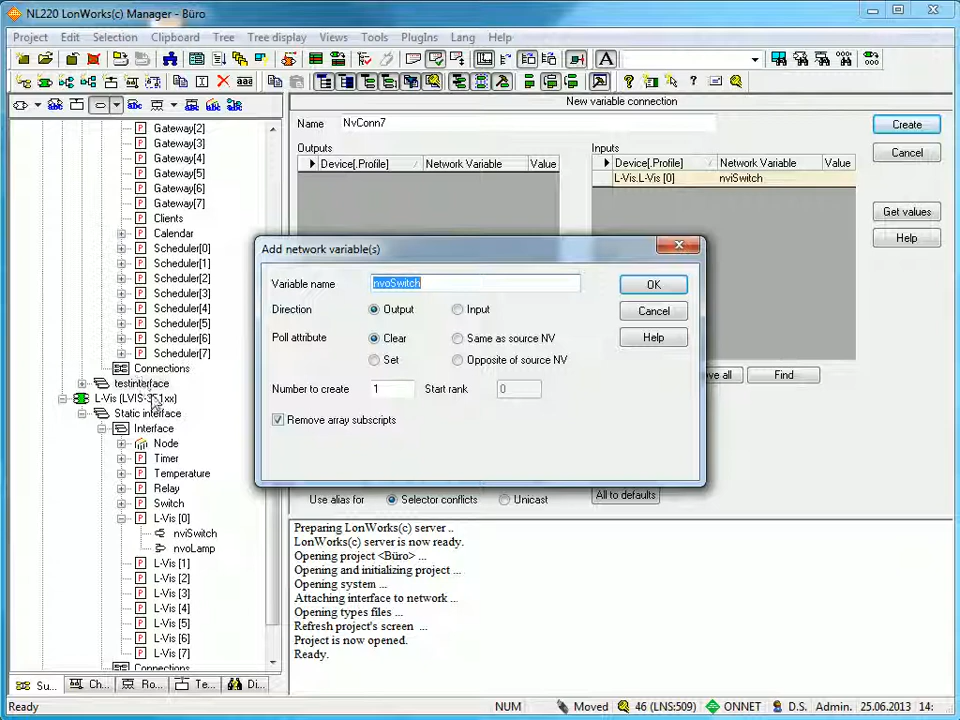 NL220 LonWorks(c) Manager - Büro
Project Edit Selection Clipboard Tree Tree display Views Tools PlugIns Lang Help
New variable connection
Name NvConn7
Create
Cancel
Get values
Help
Outputs
Device[.Profile] Network Variable Value
Inputs
Device[.Profile] Network Variable Value
L-Vis.L-Vis [0] nviSwitch
Gateway[2]
Gateway[3]
Gateway[4]
Gateway[5]
Gateway[6]
Gateway[7]
Clients
Calendar
Scheduler[0]
Scheduler[1]
Scheduler[2]
Scheduler[3]
Scheduler[4]
Scheduler[5]
Scheduler[6]
Scheduler[7]
Connections
testinterface
L-Vis
Static interface
Interface
Node
Timer
Temperature
Relay
Switch
L-Vis [0]
nviSwitch
nvoLamp
L-Vis [1]
L-Vis [2]
L-Vis [3]
L-Vis [4]
L-Vis [5]
L-Vis [6]
L-Vis [7]
Connections
Su... Ch... Ro... Te... Di...
Add network variable(s)
Variable name nvoSwitch
Direction Output Input
Poll attribute Clear Same as source NV
Set Opposite of source NV
Number to create 1 Start rank 0
Remove array subscripts
OK
Cancel
Help
all Find
Use alias for Selector conflicts Unicast All to defaults
Preparing LonWorks(c) server ..
LonWorks(c) server is now ready.
Opening project <Büro> ...
Opening and initializing project ...
Opening system ...
Attaching interface to network ...
Opening types files ...
Refresh project's screen ...
Project is now opened.
Ready.
Ready NUM Moved 46 (LNS:509) ONNET D.S. Admin. 25.06.2013 14: